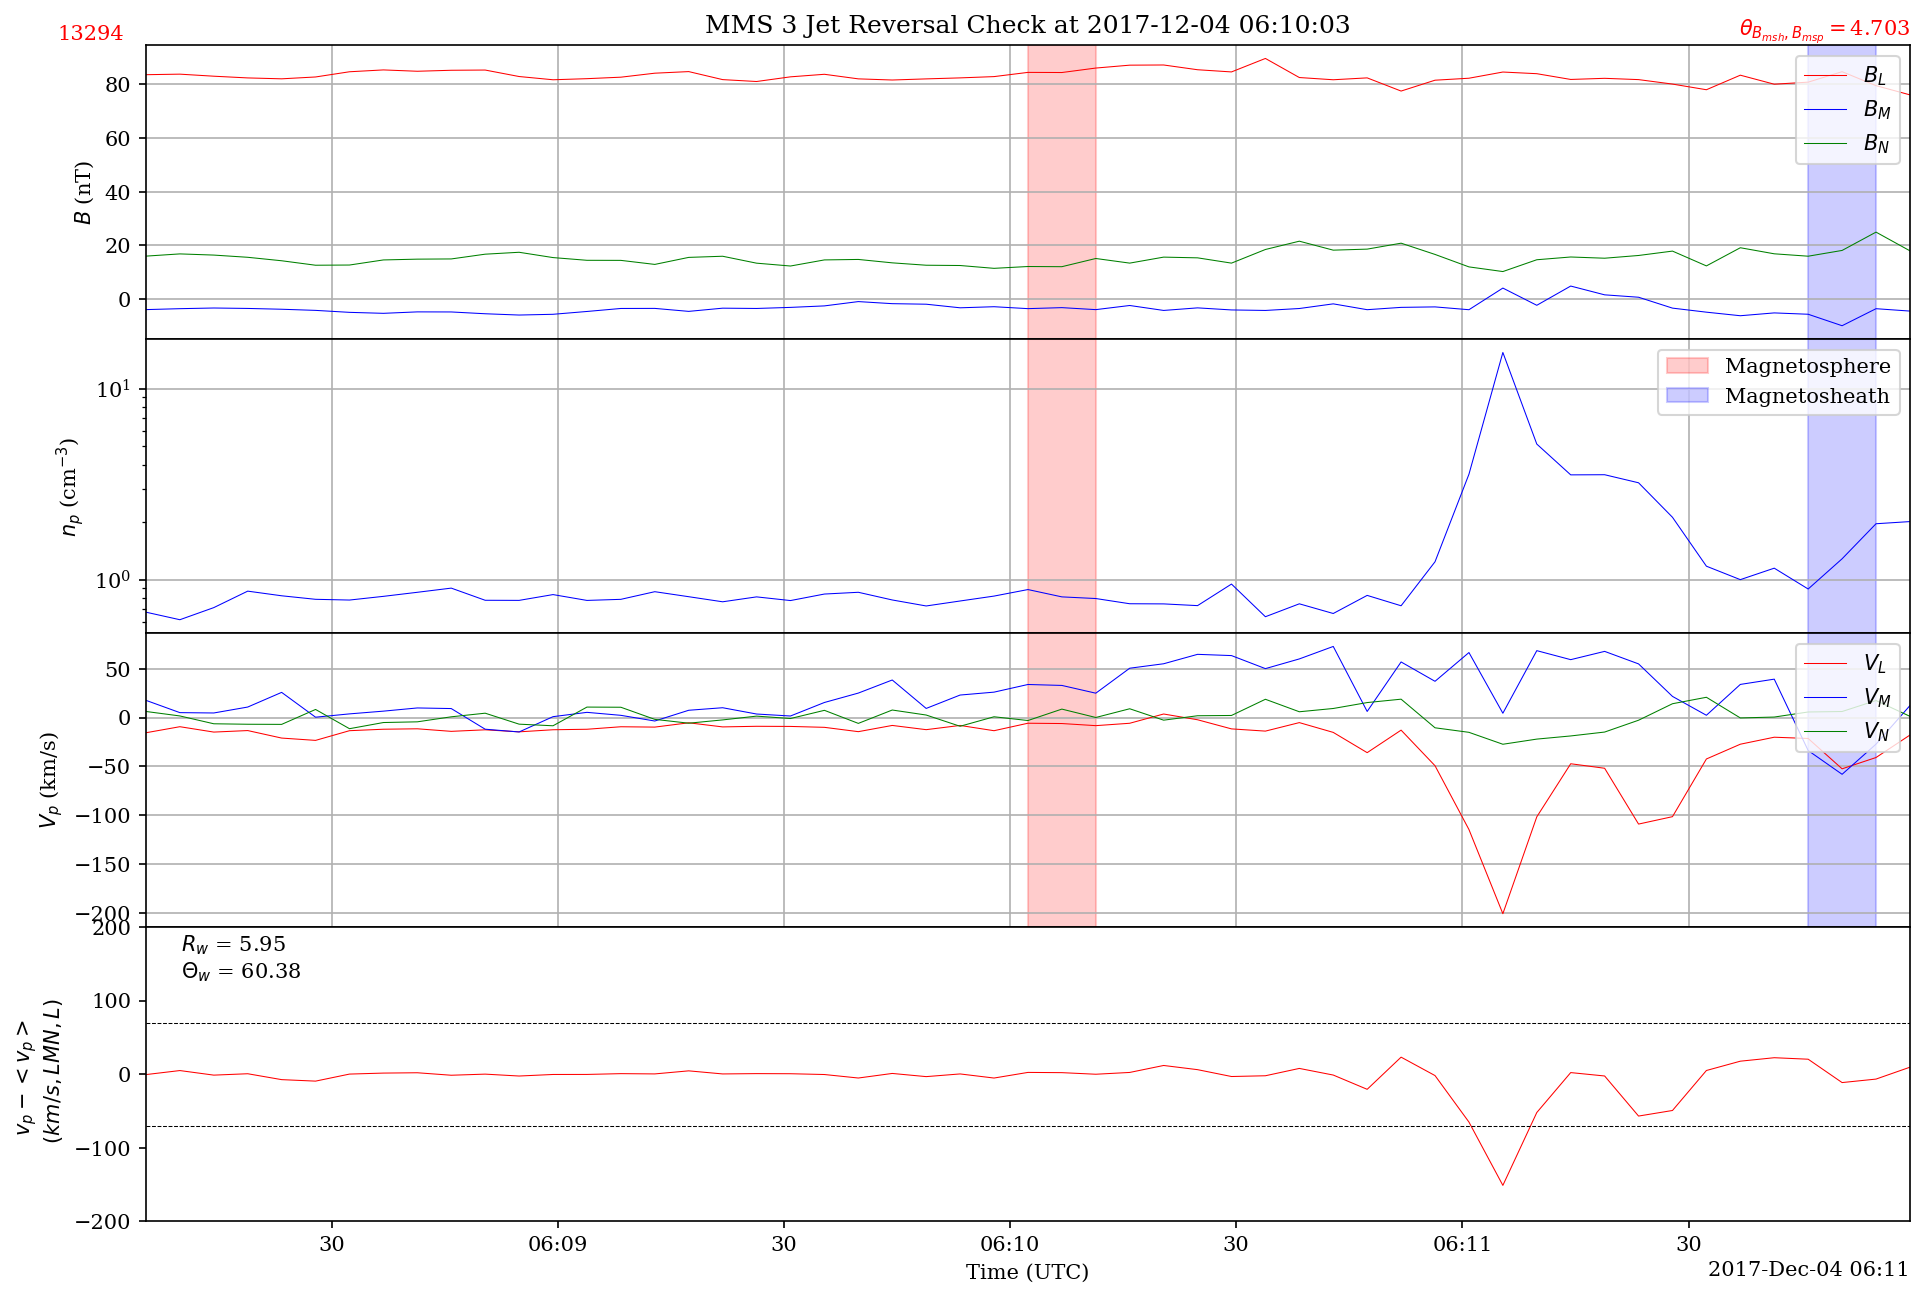 MMS 3 Jet Reversal Check at 2017-12-04 06:10:03
13294
θ_{B_{msh}, B_{msp}} = 4.703
B (nT)
80
60
40
20
0
B_L
B_M
B_N
n_p (cm^{-3})
10^1
10^0
Magnetosphere
Magnetosheath
V_p (km/s)
50
0
−50
−100
−150
−200
V_L
V_M
V_N
v_p − < v_p >
(km/s, LMN, L)
200
100
0
−100
−200
R_w = 5.95
Θ_w = 60.38
30
06:09
30
06:10
30
06:11
30
Time (UTC)
2017-Dec-04 06:11